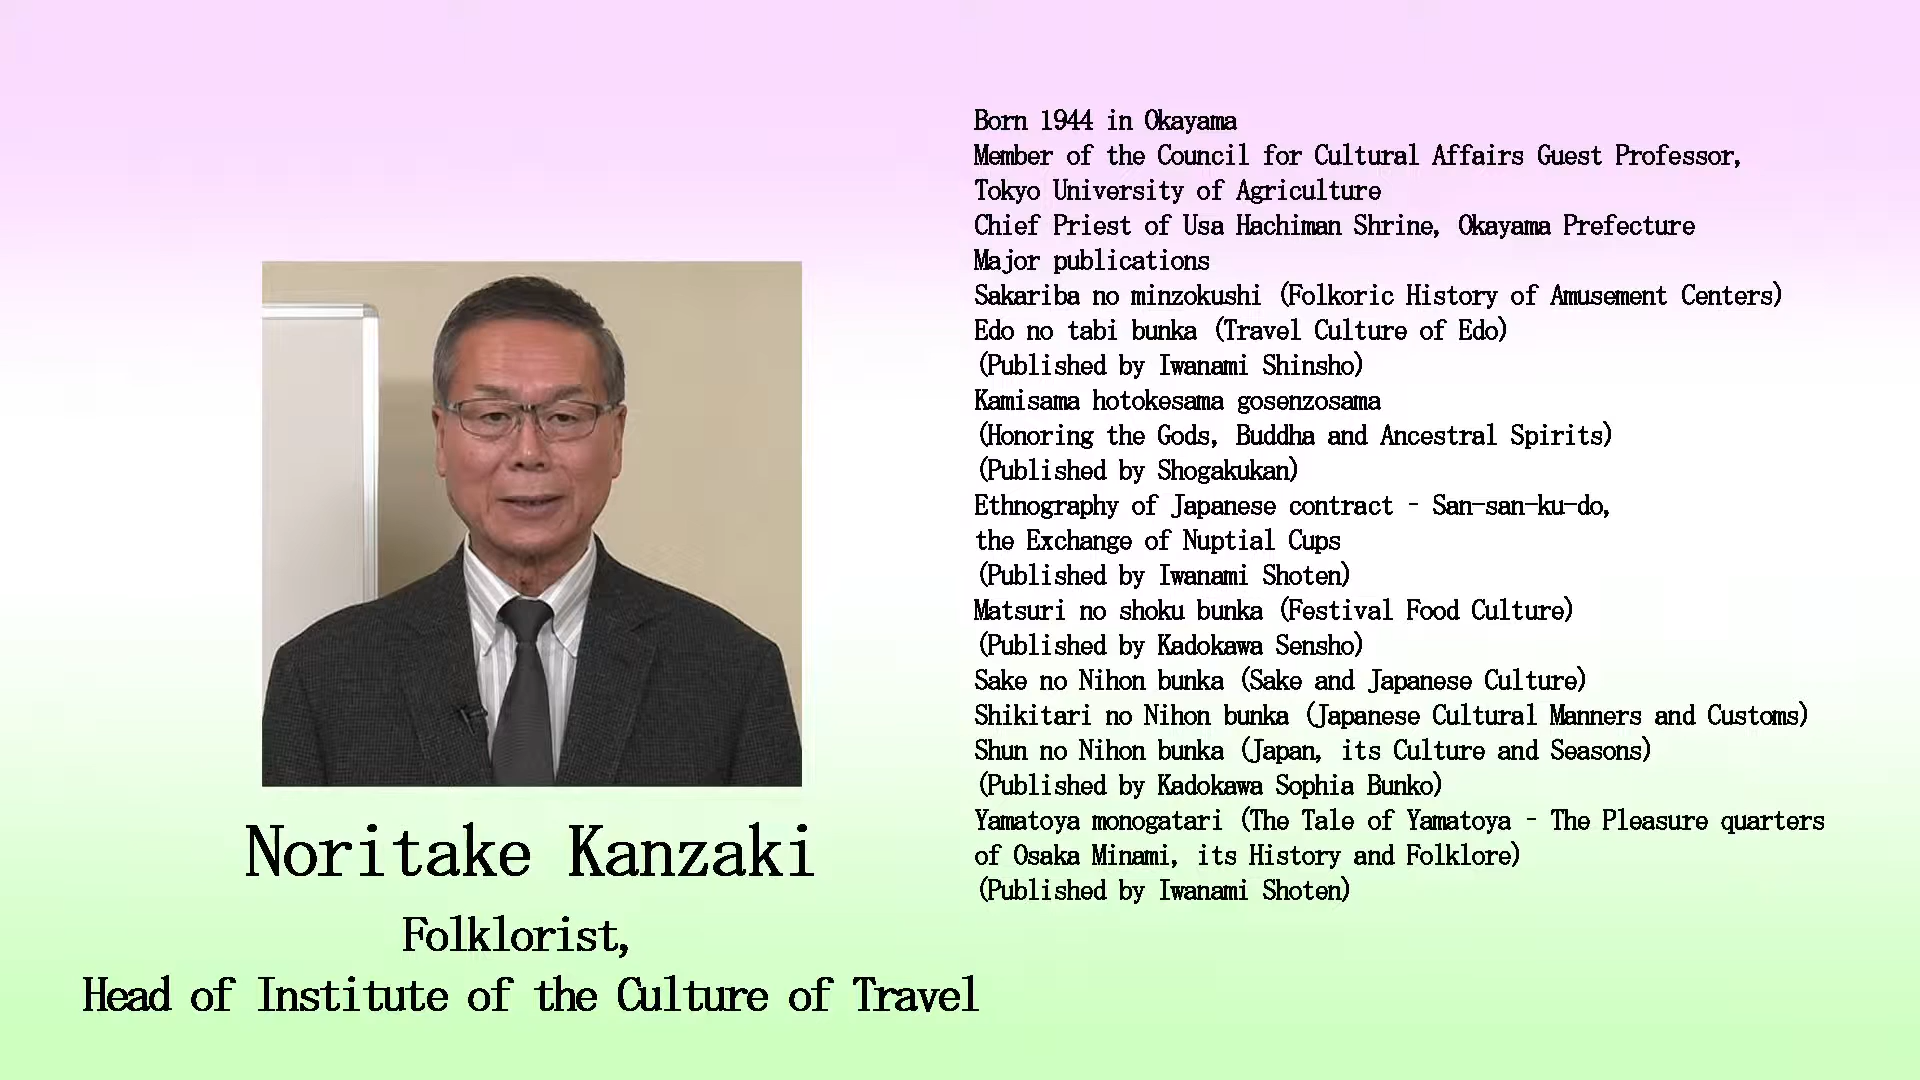 Noritake Kanzaki
Folklorist,
Head of Institute of the Culture of Travel
Born 1944 in Okayama
Member of the Council for Cultural Affairs Guest Professor,
Tokyo University of Agriculture
Chief Priest of Usa Hachiman Shrine, Okayama Prefecture
Major publications
Sakariba no minzokushi (Folkoric History of Amusement Centers)
Edo no tabi bunka (Travel Culture of Edo)
(Published by Iwanami Shinsho)
Kamisama hotokesama gosenzosama
(Honoring the Gods, Buddha and Ancestral Spirits)
(Published by Shogakukan)
Ethnography of Japanese contract – San-san-ku-do,
the Exchange of Nuptial Cups
(Published by Iwanami Shoten)
Matsuri no shoku bunka (Festival Food Culture)
(Published by Kadokawa Sensho)
Sake no Nihon bunka (Sake and Japanese Culture)
Shikitari no Nihon bunka (Japanese Cultural Manners and Customs)
Shun no Nihon bunka (Japan, its Culture and Seasons)
(Published by Kadokawa Sophia Bunko)
Yamatoya monogatari (The Tale of Yamatoya – The Pleasure quarters
of Osaka Minami, its History and Folklore)
(Published by Iwanami Shoten)